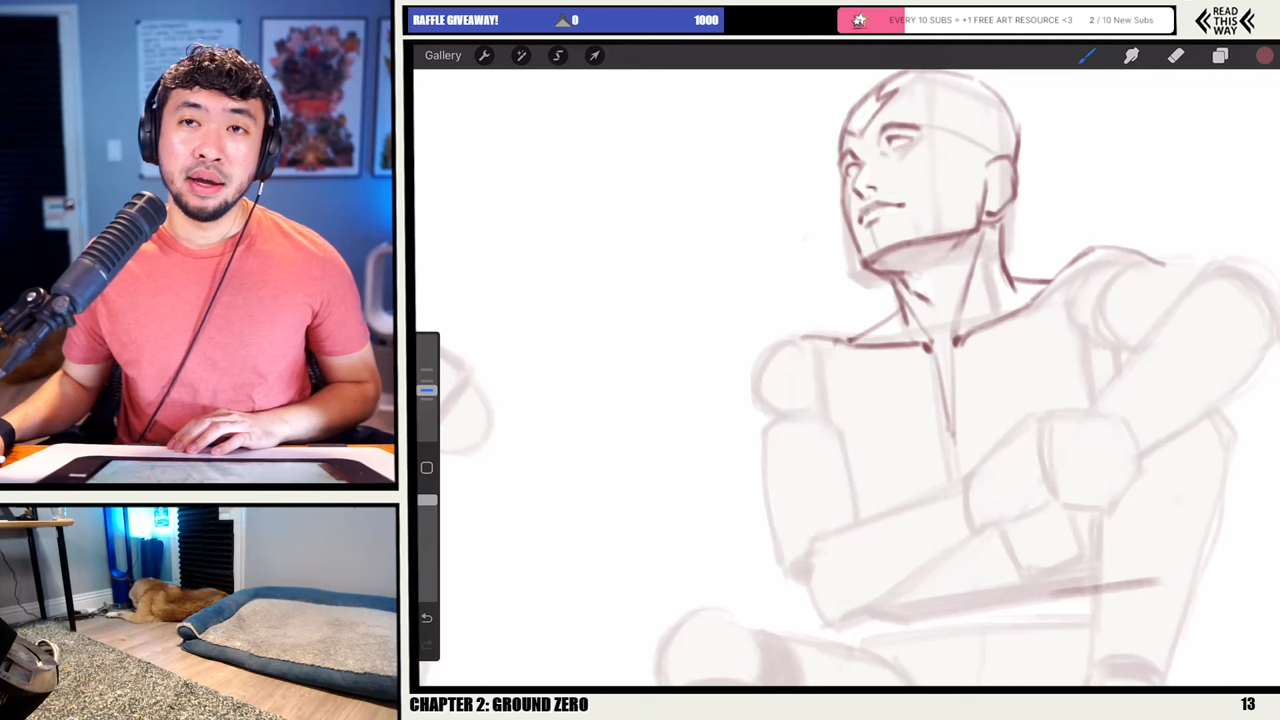 RAFFLE GIVEAWAY! 0 1000
EVERY 10 SUBS = +1 FREE ART RESOURCE <3 2 / 10 New Subs
READ
THIS
WAY
Gallery
CHAPTER 2: GROUND ZERO 13